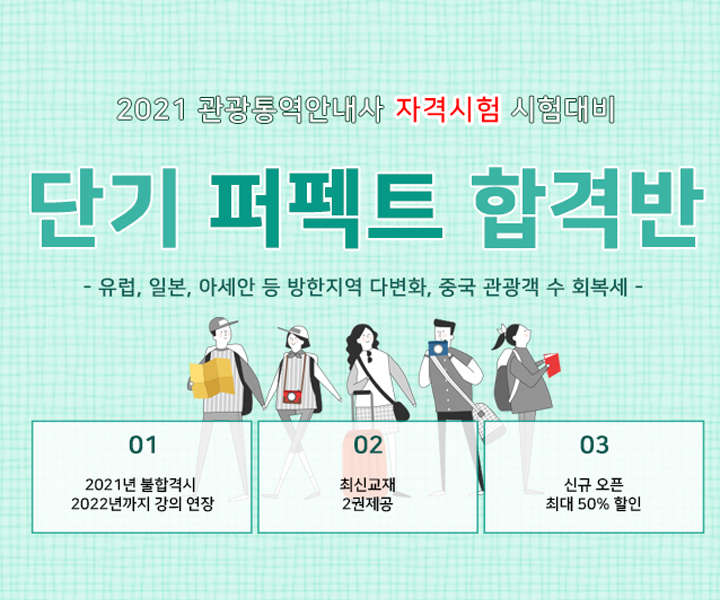 2021 관광통역안내사 자격시험 시험대비
단기 퍼펙트 합격반
- 유럽, 일본, 아세안 등 방한지역 다변화, 중국 관광객 수 회복세 -
01
2021년 불합격시
2022년까지 강의 연장
02
최신교재
2권제공
03
신규 오픈
최대 50% 할인